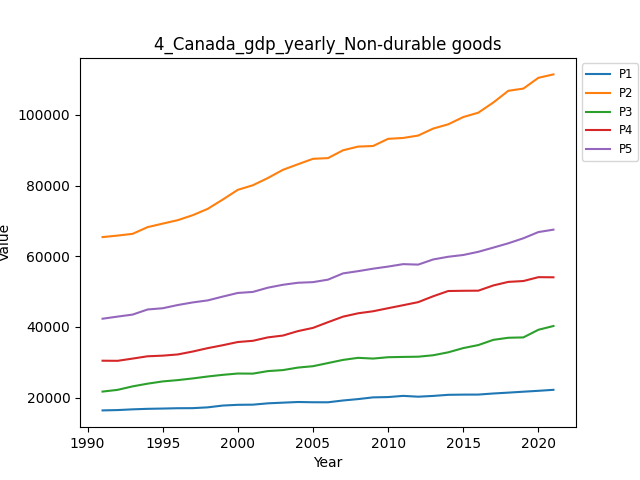 4_Canada_gdp_yearly_Non-durable goods
P1
P2
P3
P4
P5
100000
80000
60000
40000
20000
Value
1990 1995 2000 2005 2010 2015 2020
Year